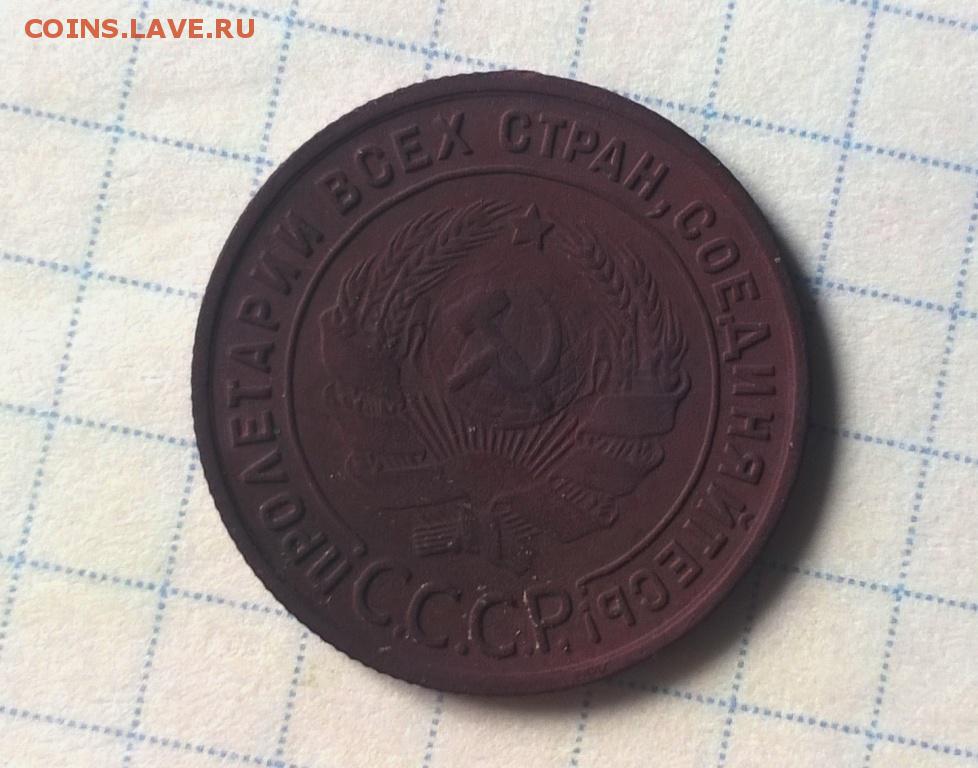 COINS.LAVE.RU
ПРОЛЕТАРИИ ВСЕХ СТРАН, СОЕДИНЯЙТЕСЬ!
С.С.С.Р.